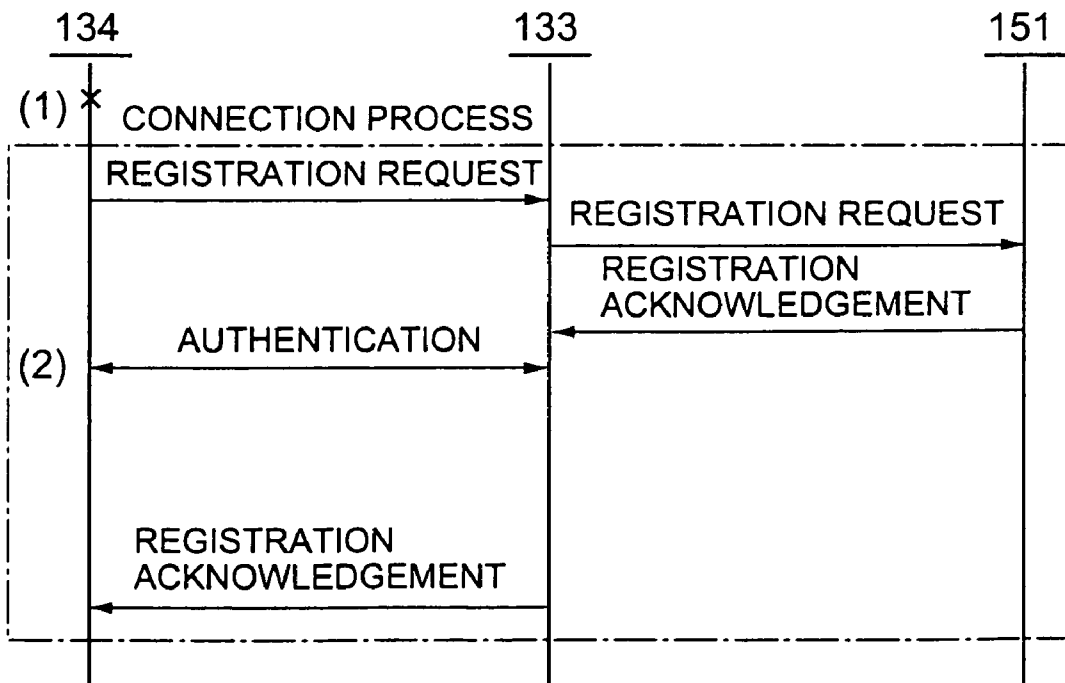 134 133 151
(1)
CONNECTION PROCESS
REGISTRATION REQUEST
REGISTRATION REQUEST
REGISTRATION
ACKNOWLEDGEMENT
AUTHENTICATION
(2)
REGISTRATION
ACKNOWLEDGEMENT